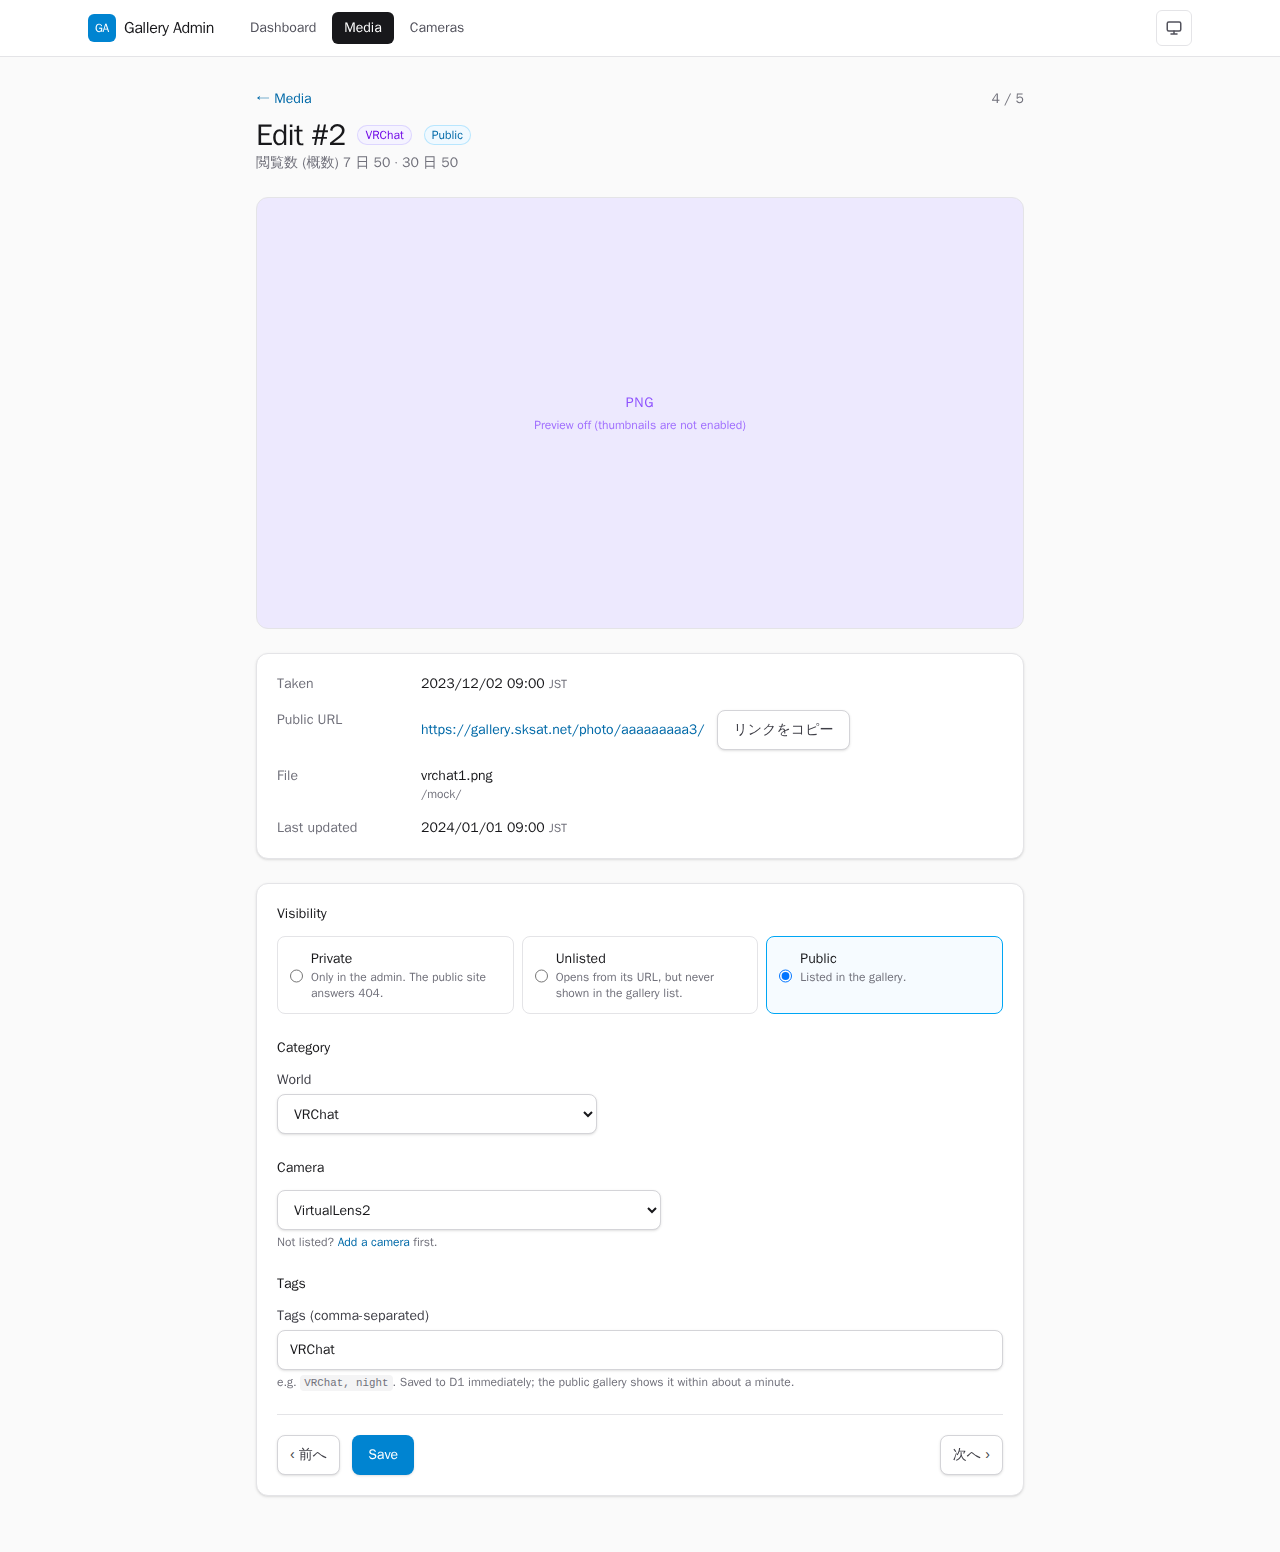 GA Gallery Admin Dashboard Media Cameras
← Media 4 / 5
Edit #2 VRChat Public
閲覧数 (概数) 7 日 50 · 30 日 50
PNG
Preview off (thumbnails are not enabled)
Taken 2023/12/02 09:00 JST
Public URL https://gallery.sksat.net/photo/aaaaaaaaa3/ リンクをコピー
File vrchat1.png
/mock/
Last updated 2024/01/01 09:00 JST
Visibility
Private
Only in the admin. The public site
answers 404.
Unlisted
Opens from its URL, but never
shown in the gallery list.
Public
Listed in the gallery.
Category
World
VRChat
Camera
VirtualLens2
Not listed? Add a camera first.
Tags
Tags (comma-separated)
VRChat
e.g. VRChat, night. Saved to D1 immediately; the public gallery shows it within about a minute.
‹ 前へ Save 次へ ›